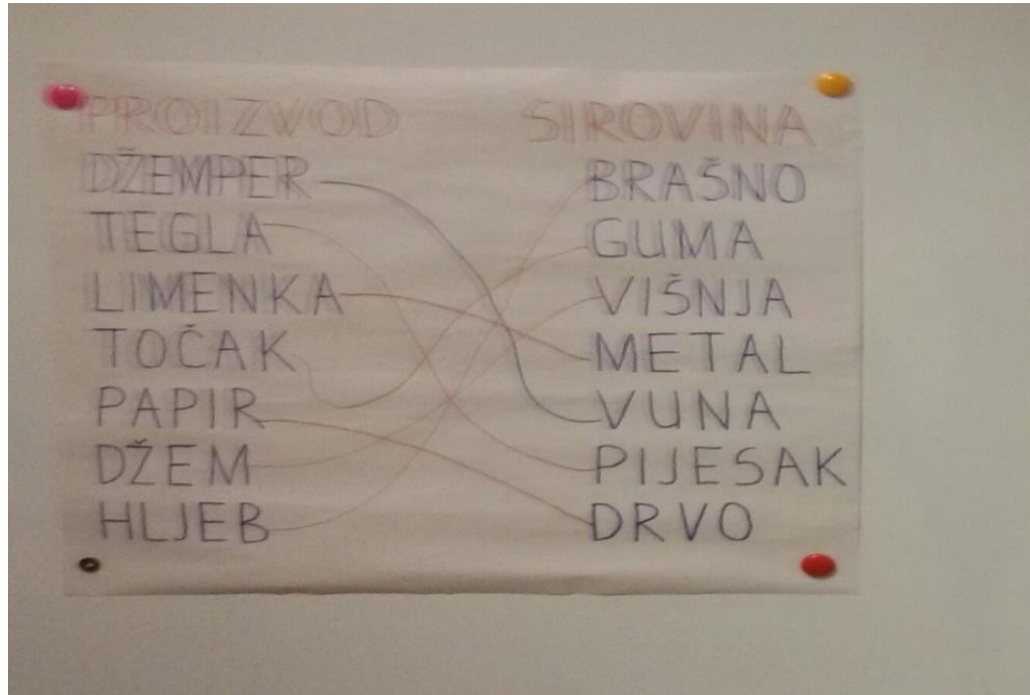 PROIZVOD SIROVINA
DŽEMPER BRAŠNO
TEGLA GUMA
LIMENKA VIŠNJA
TOČAK METAL
PAPIR VUNA
DŽEM PIJESAK
HLJEB DRVO